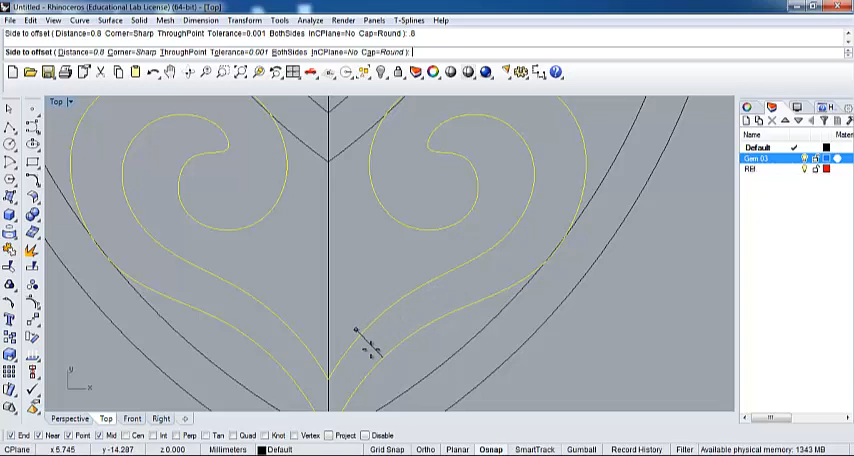 Untitled - Rhinoceros (Educational Lab License) (64-bit) - [Top]
File Edit View Curve Surface Solid Mesh Dimension Transform Tools Analyze Render Panels T-Splines Help
Side to offset ( Distance=0.8 Corner=Sharp ThroughPoint Tolerance=0.001 BothSides InCPlane=No Cap=Round ): .8
Side to offset ( Distance=0.8 Corner=Sharp ThroughPoint Tolerance=0.001 BothSides InCPlane=No Cap=Round ):
Top
Name Mater
Default
Gem 03
y
x
Perspective Top Front Right
End Near Point Mid Cen Int Perp Tan Quad Knot Vertex Project Disable
CPlane x 5.745 y -14.287 z 0.000 Millimeters Default Grid Snap Ortho Planar Osnap SmartTrack Gumball Record History Filter Available physical memory: 1343 MB